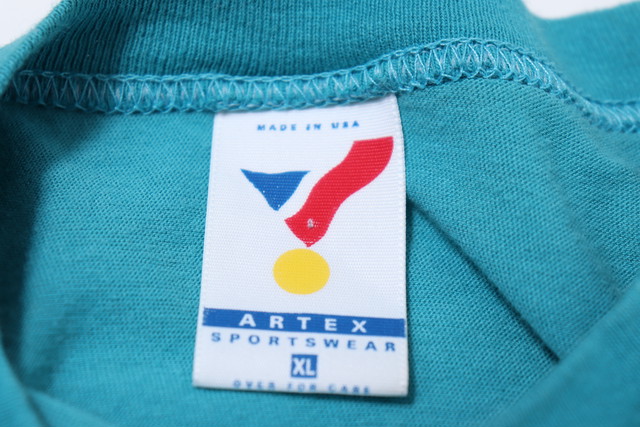 MADE IN USA
ARTEX
SPORTSWEAR
XL
OVER FOR CARE